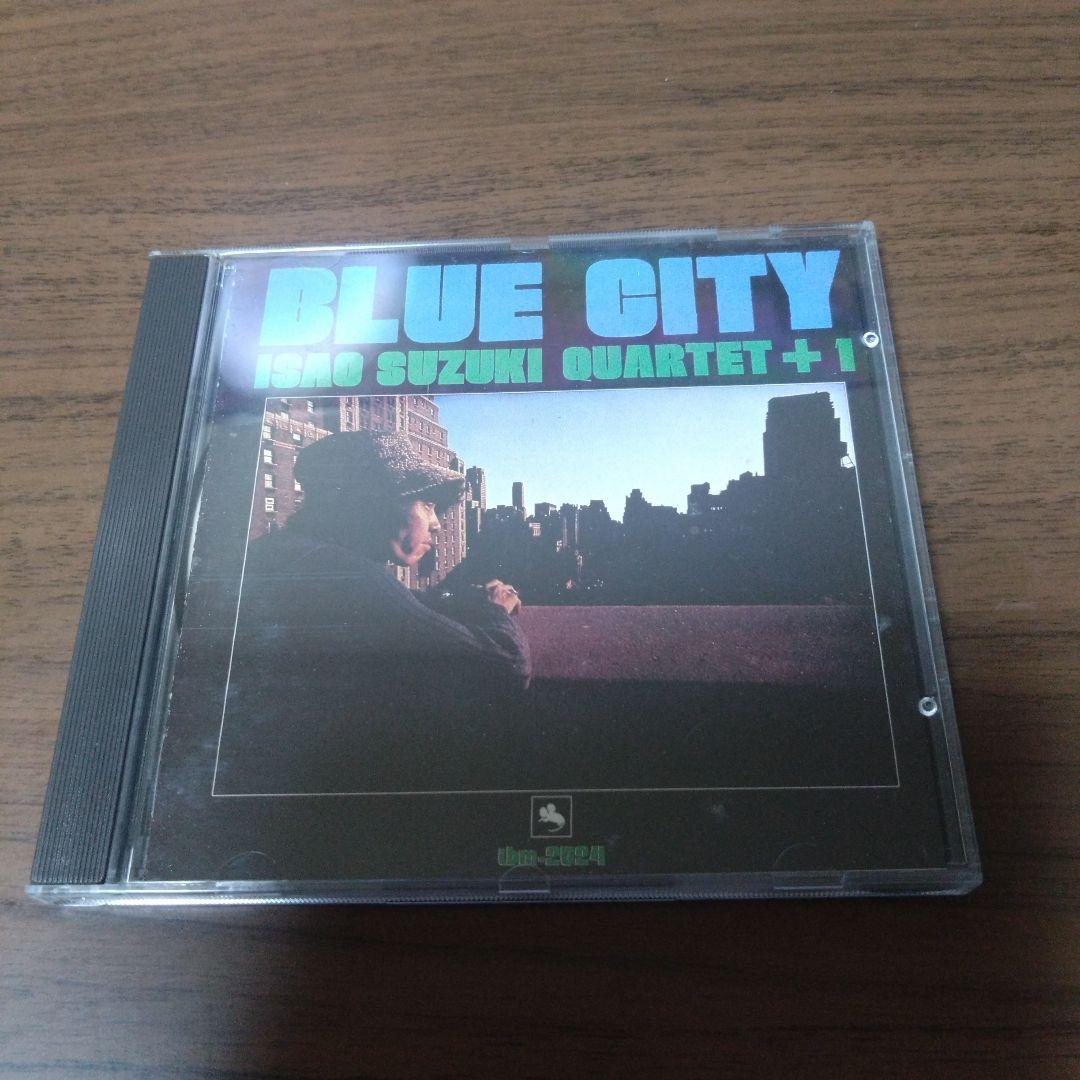 BLUE CITY
ISAO SUZUKI QUARTET + 1
tbm-2524